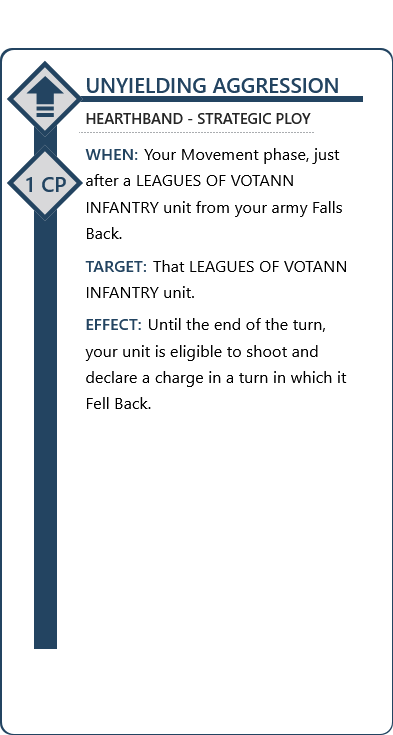 UNYIELDING AGGRESSION
HEARTHBAND - STRATEGIC PLOY
WHEN: Your Movement phase, just
after a LEAGUES OF VOTANN
INFANTRY unit from your army Falls
Back.
1 CP
TARGET: That LEAGUES OF VOTANN
INFANTRY unit.
EFFECT: Until the end of the turn,
your unit is eligible to shoot and
declare a charge in a turn in which it
Fell Back.